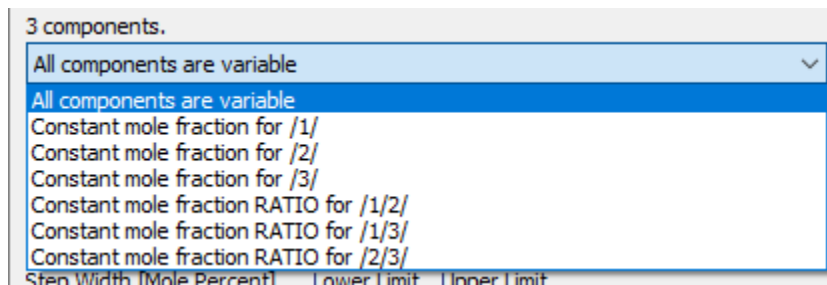 3 components.
All components are variable
All components are variable
Constant mole fraction for /1/
Constant mole fraction for /2/
Constant mole fraction for /3/
Constant mole fraction RATIO for /1/2/
Constant mole fraction RATIO for /1/3/
Constant mole fraction RATIO for /2/3/
Step Width [Mole Percent] Lower Limit Upper Limit